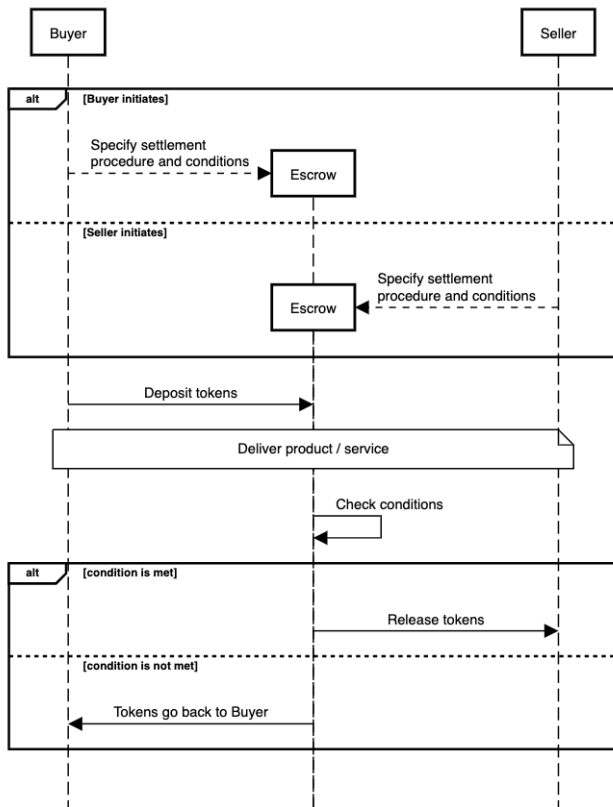 Buyer
Seller
alt
[Buyer initiates]
Specify settlement
procedure and conditions
Escrow
[Seller initiates]
Specify settlement
procedure and conditions
Escrow
Deposit tokens
Deliver product / service
Check conditions
alt
[condition is met]
Release tokens
[condition is not met]
Tokens go back to Buyer